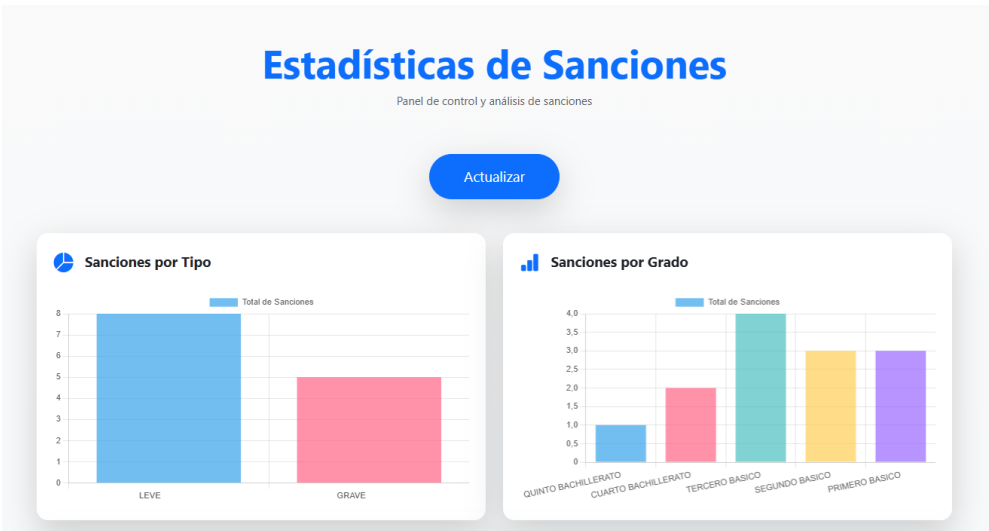 Estadísticas de Sanciones
Panel de control y análisis de sanciones
Actualizar
Sanciones por Tipo
Total de Sanciones
8
7
6
5
4
3
2
1
0
LEVE
GRAVE
Sanciones por Grado
Total de Sanciones
4,0
3,5
3,0
2,5
2,0
1,5
1,0
0,5
0
QUINTO BACHILLERATO
CUARTO BACHILLERATO
TERCERO BASICO
SEGUNDO BASICO
PRIMERO BASICO